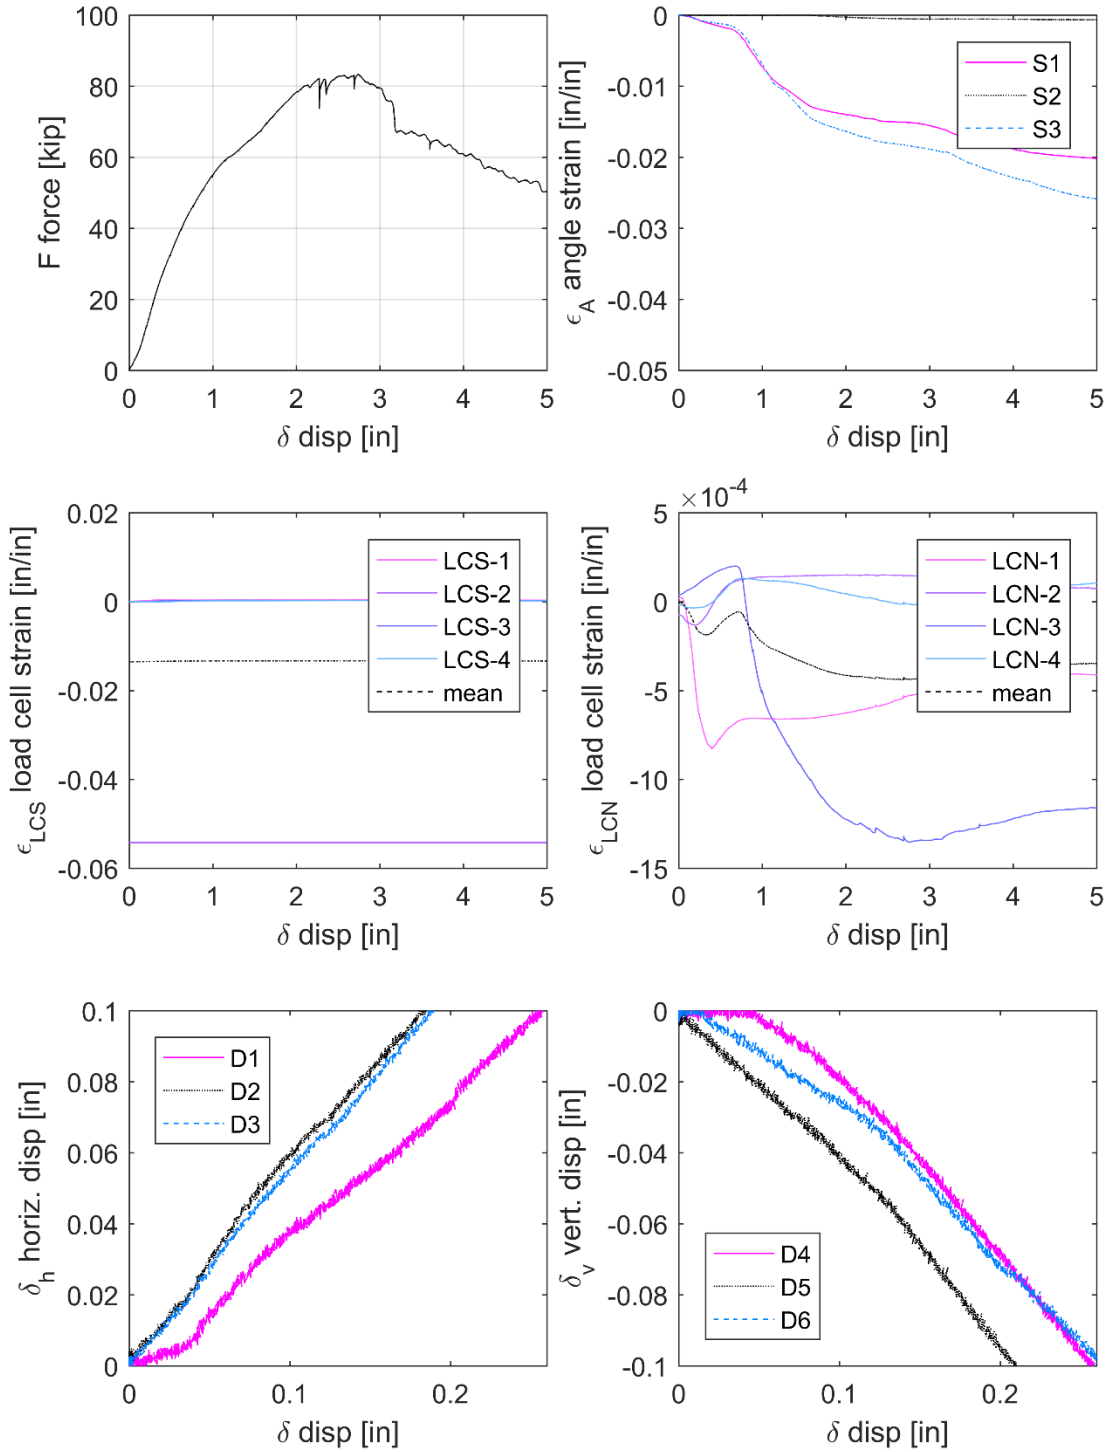 100
80
60
40
20
0
F force [kip]
0 1 2 3 4 5
δ disp [in]
0
-0.01
-0.02
-0.03
-0.04
-0.05
ϵA angle strain [in/in]
S1
S2
S3
0 1 2 3 4 5
δ disp [in]
0.02
0
-0.02
-0.04
-0.06
ϵLCS load cell strain [in/in]
LCS-1
LCS-2
LCS-3
LCS-4
mean
0 1 2 3 4 5
δ disp [in]
×10-4
5
0
-5
-10
-15
ϵLCN load cell strain [in/in]
LCN-1
LCN-2
LCN-3
LCN-4
mean
0 1 2 3 4 5
δ disp [in]
0.1
0.08
0.06
0.04
0.02
0
δh horiz. disp [in]
D1
D2
D3
0 0.1 0.2
δ disp [in]
0
-0.02
-0.04
-0.06
-0.08
-0.1
δv vert. disp [in]
D4
D5
D6
0 0.1 0.2
δ disp [in]